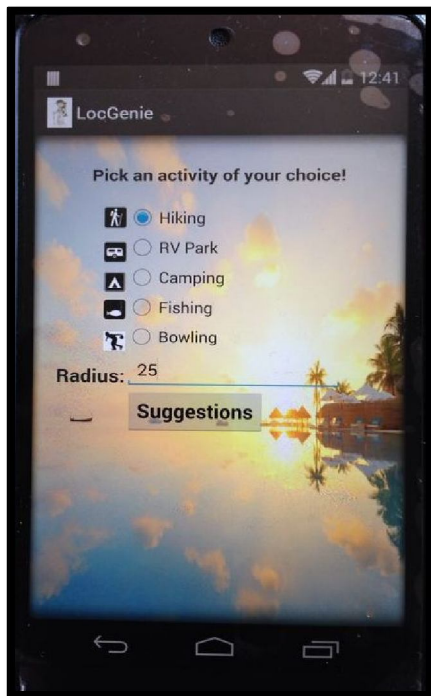 12:41
LocGenie
Pick an activity of your choice!
Hiking
RV Park
Camping
Fishing
Bowling
Radius: 25
Suggestions